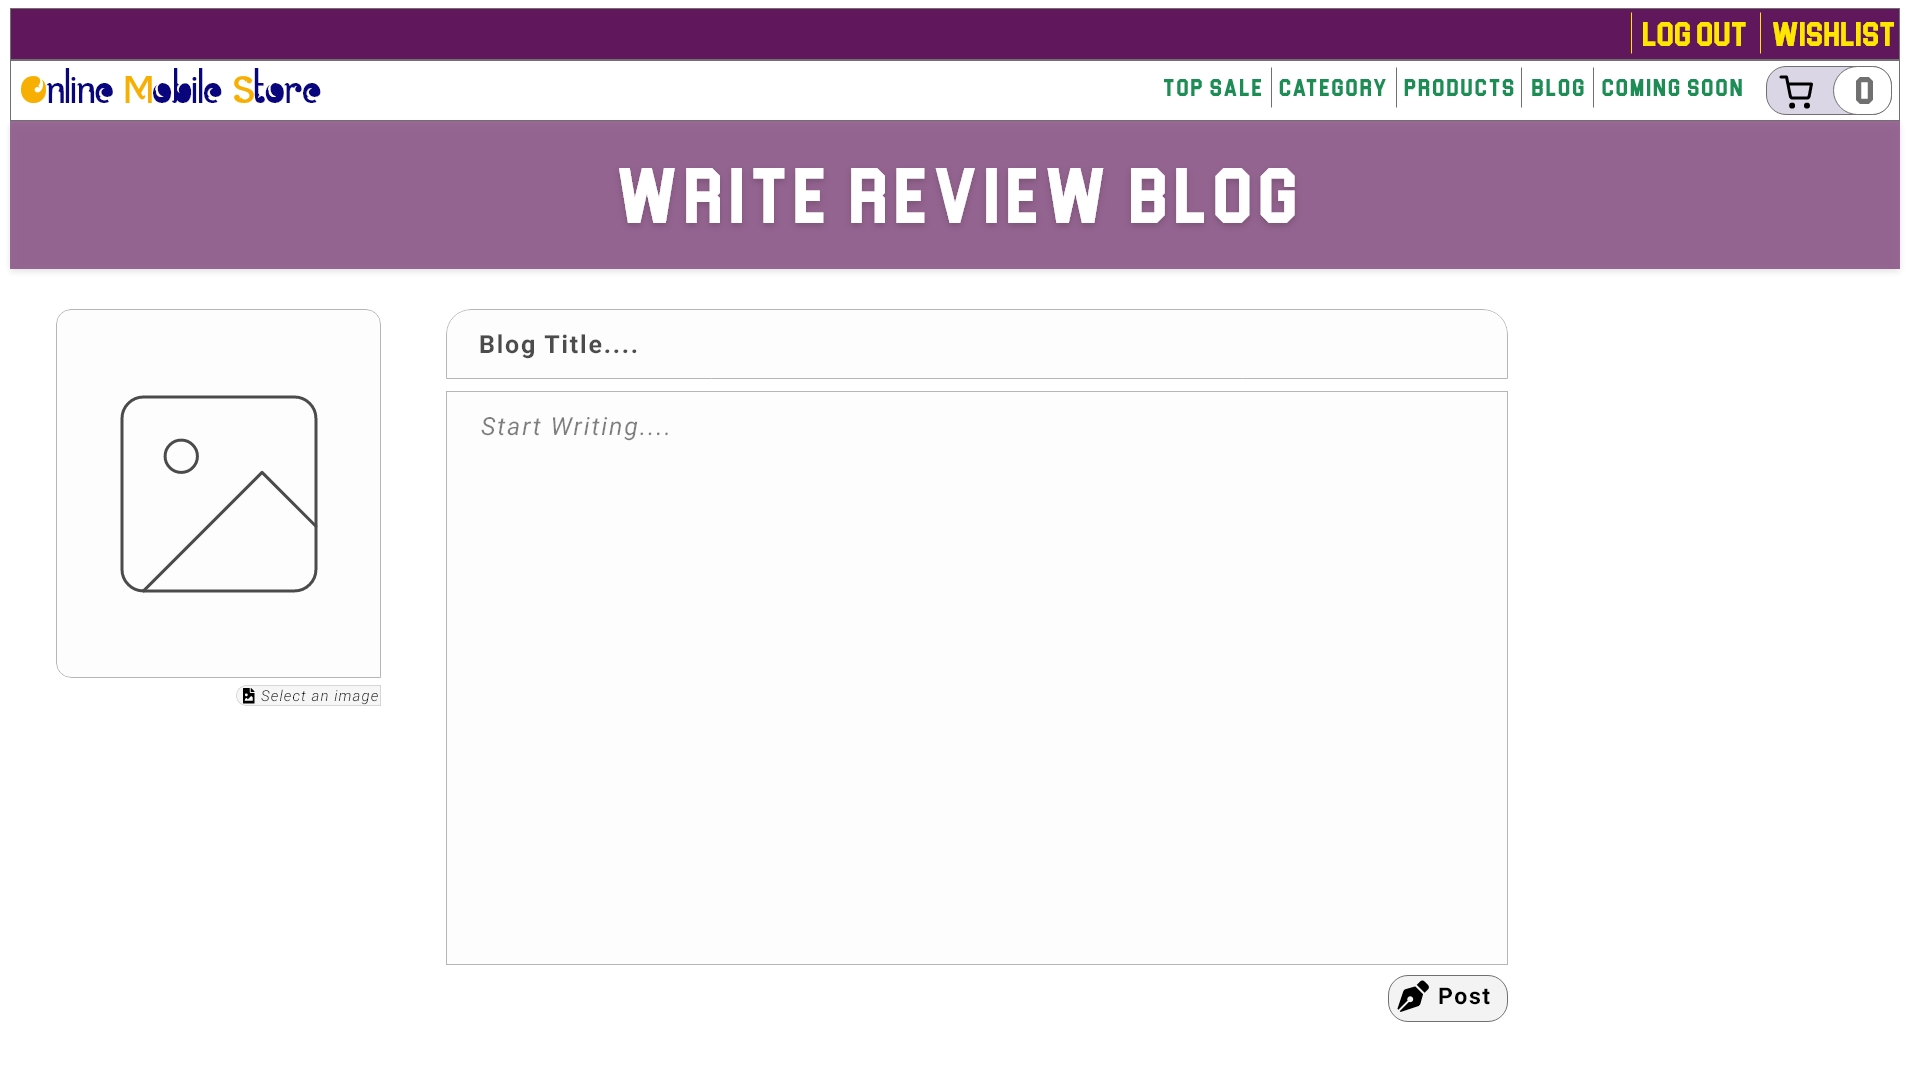 LOG OUT WISHLIST
Online Mobile Store TOP SALE CATEGORY PRODUCTS BLOG COMING SOON 0
WRITE REVIEW BLOG
Blog Title....
Start Writing....
Select an image
Post